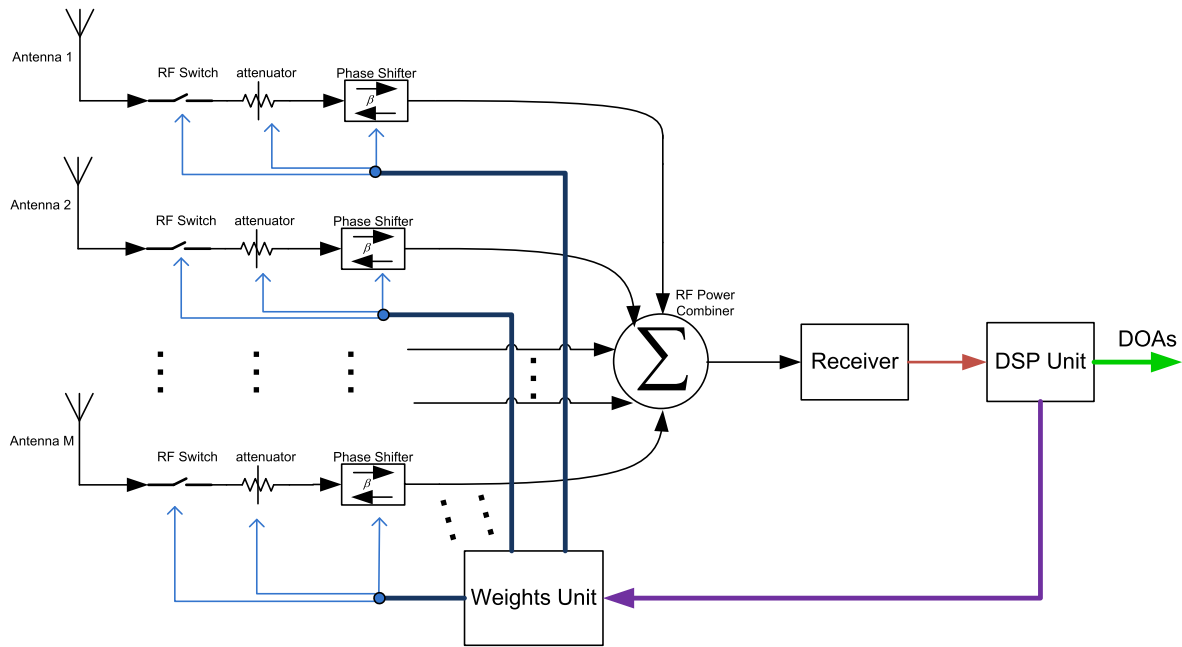 Antenna 1
RF Switch
attenuator
Phase Shifter
β
Antenna 2
RF Switch
attenuator
Phase Shifter
β
RF Power
Combiner
Σ
Receiver
DSP Unit
DOAs
Antenna M
RF Switch
attenuator
Phase Shifter
β
Weights Unit